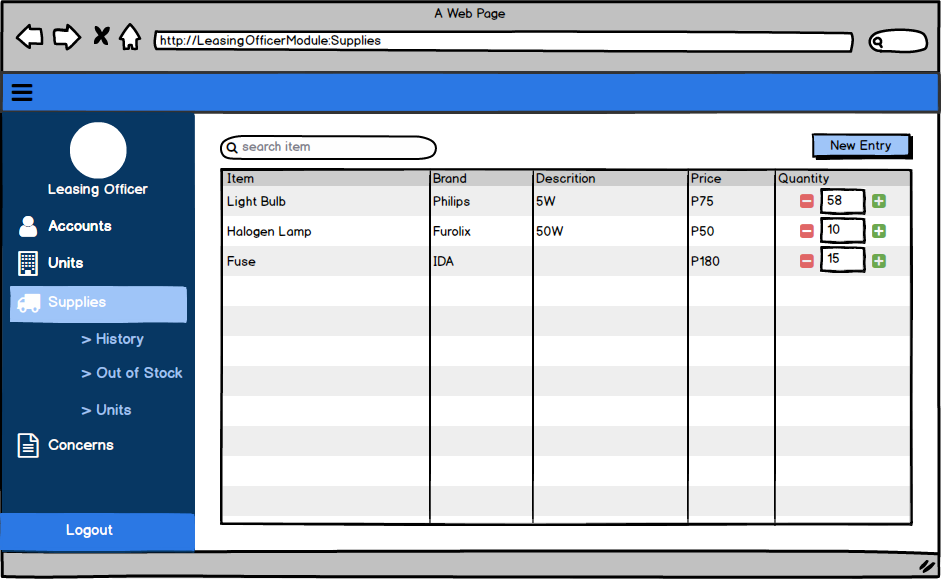 A Web Page
http://LeasingOfficerModule:Supplies
search item
New Entry
Leasing Officer
Accounts
Units
Supplies
> History
> Out of Stock
> Units
Concerns
Logout
Item Brand Descrition Price Quantity
Light Bulb Philips 5W P75 58
Halogen Lamp Furolix 50W P50 10
Fuse IDA P180 15